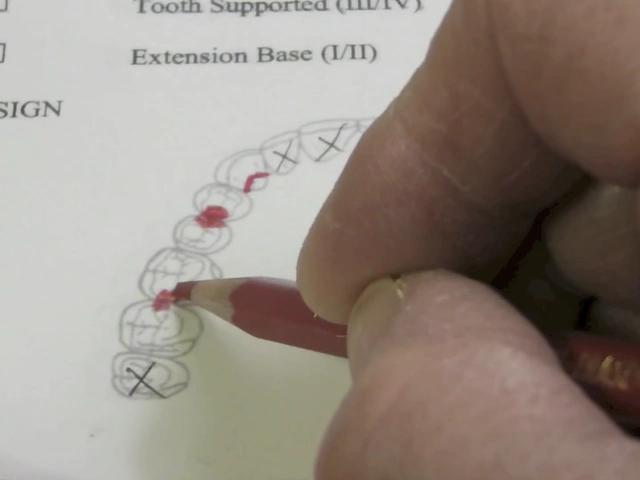 Tooth Supported (III/IV)
Extension Base (I/II)
SIGN
X X
X